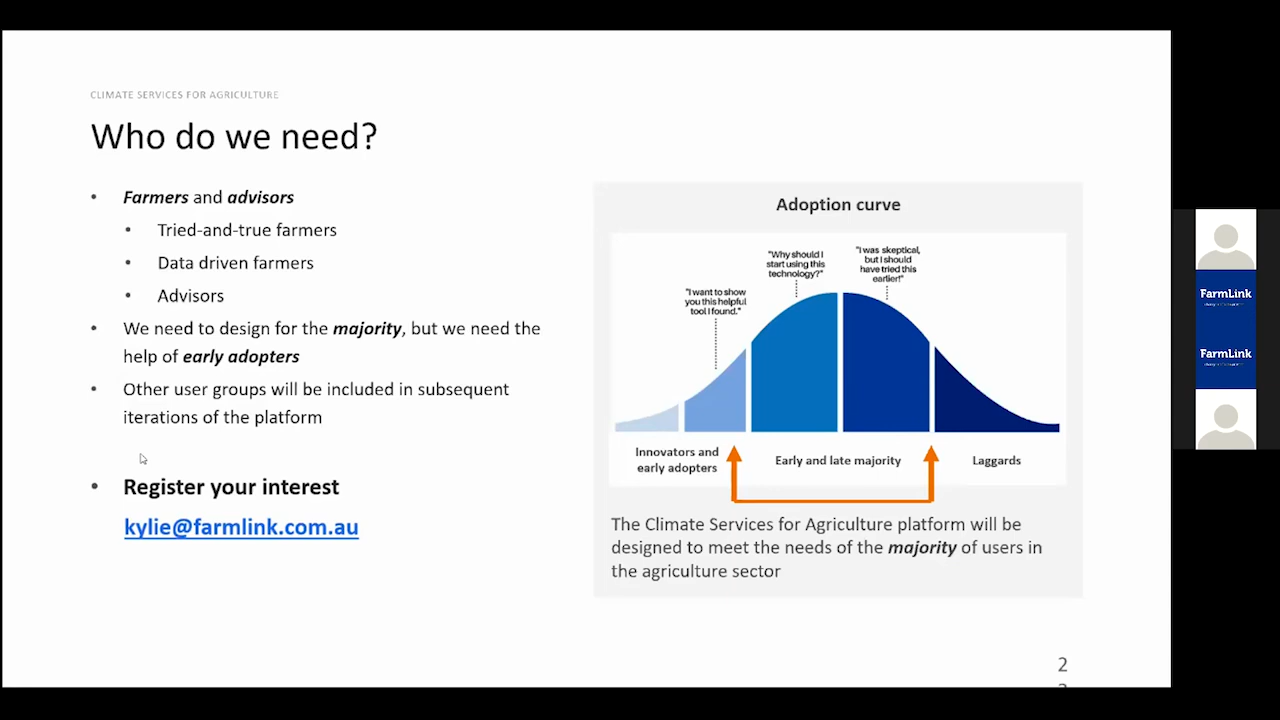 CLIMATE SERVICES FOR AGRICULTURE
Who do we need?
• Farmers and advisors
• Tried-and-true farmers
• Data driven farmers
• Advisors
• We need to design for the majority, but we need the
help of early adopters
• Other user groups will be included in subsequent
iterations of the platform
• Register your interest
kylie@farmlink.com.au
Adoption curve
"I want to show
you this helpful
tool I found."
"Why should I
start using this
technology?"
"I was skeptical,
but I should
have tried this
earlier!"
Innovators and
early adopters
Early and late majority
Laggards
The Climate Services for Agriculture platform will be
designed to meet the needs of the majority of users in
the agriculture sector
2
FarmLink
FarmLink